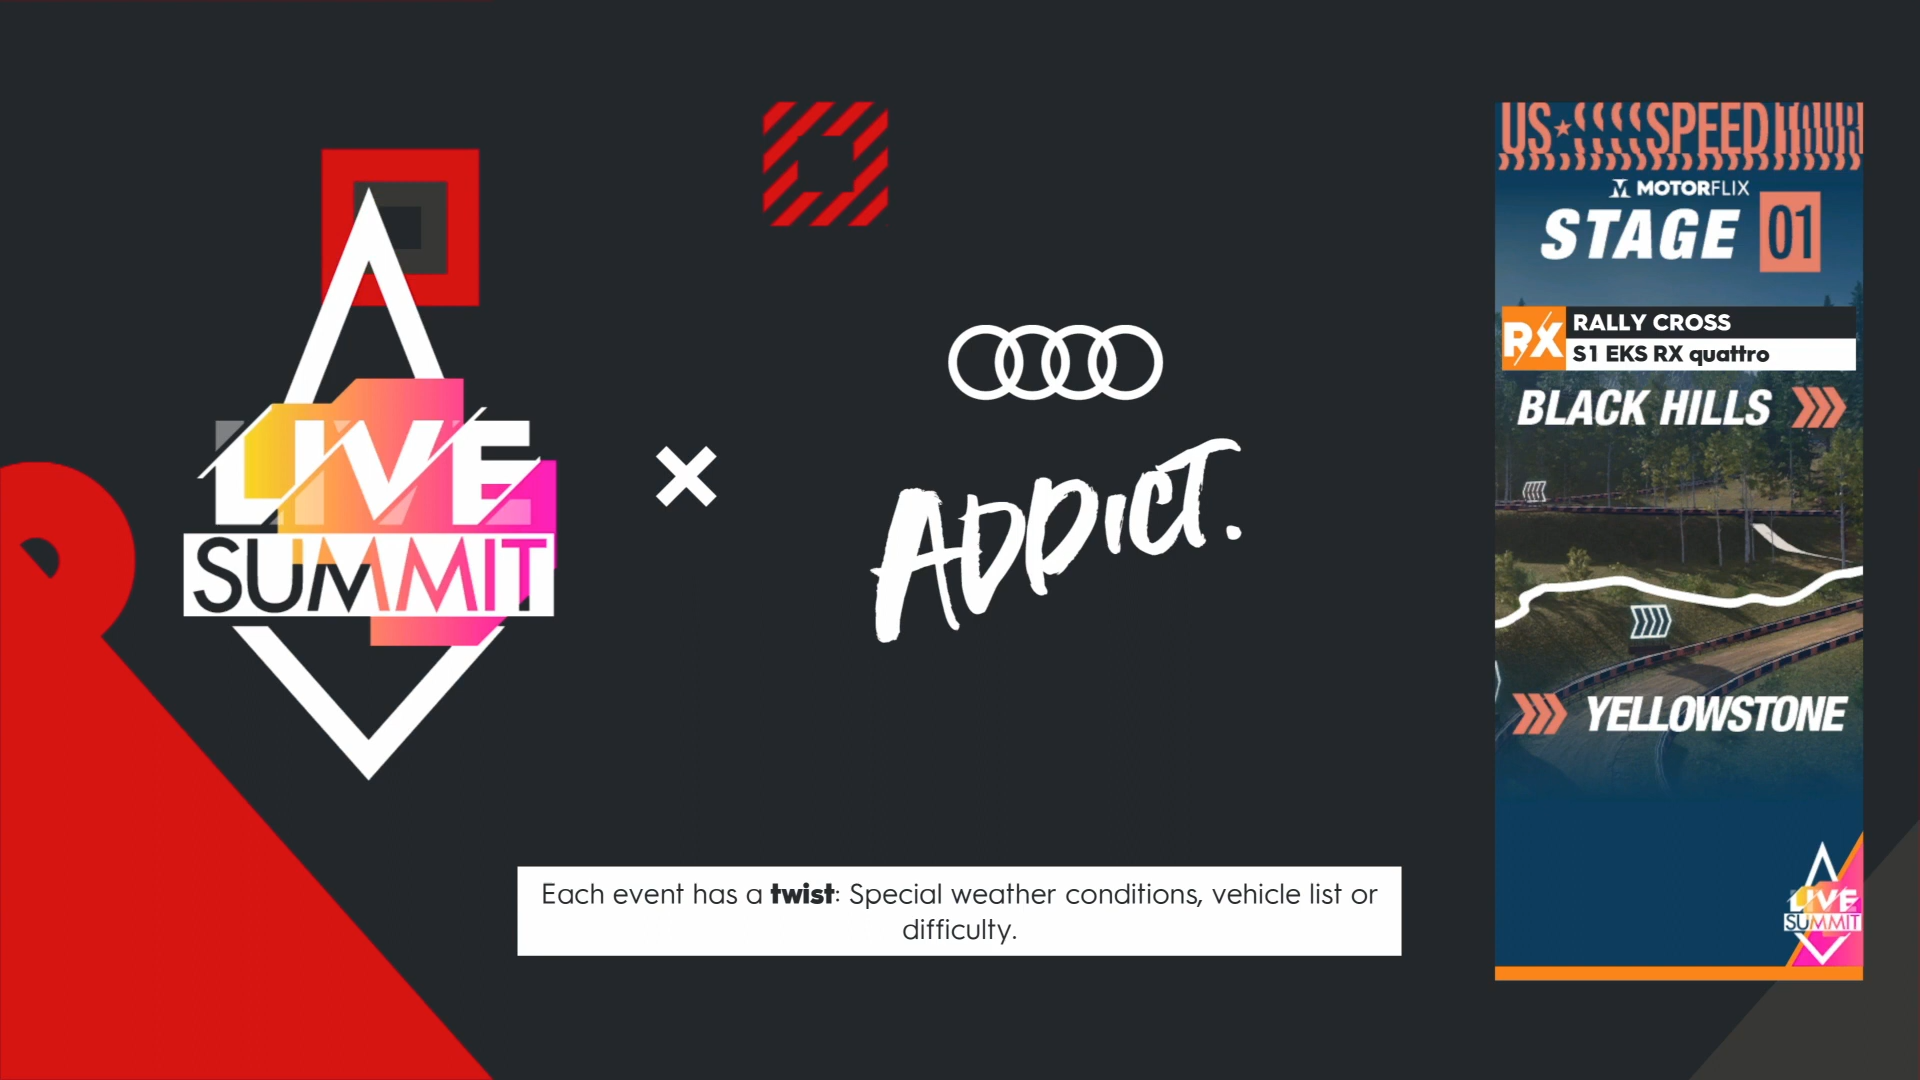 LIVE
SUMMIT
×
ADDICT.
US SPEED TOUR
MOTORFLIX
STAGE 01
RX
RALLY CROSS
S1 EKS RX quattro
BLACK HILLS
YELLOWSTONE
LIVE
SUMMIT
Each event has a twist: Special weather conditions, vehicle list or
difficulty.